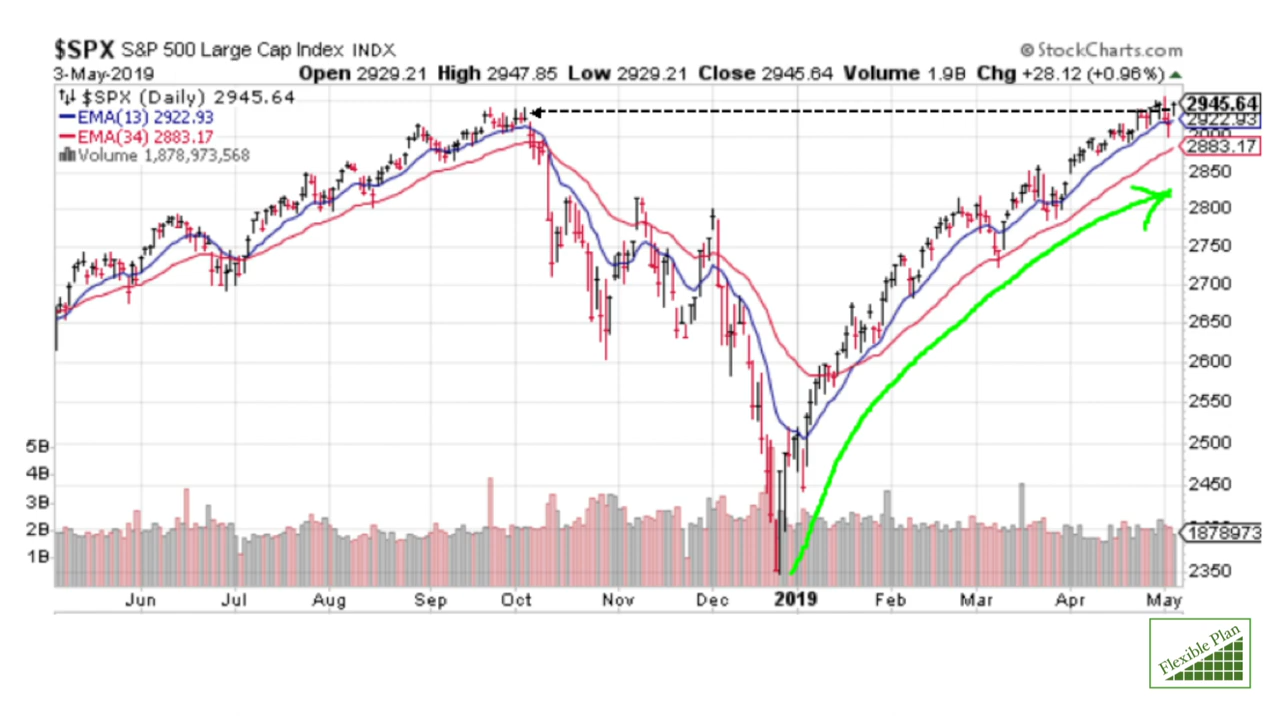 $SPX S&P 500 Large Cap Index INDX © StockCharts.com
3-May-2019 Open 2929.21 High 2947.85 Low 2929.21 Close 2945.64 Volume 1.9B Chg +28.12 (+0.96%)
$SPX (Daily) 2945.64
EMA(13) 2922.93
EMA(34) 2883.17
Volume 1,878,973,568
2945.64
2922.93
2883.17
2850
2800
2750
2700
2650
2600
2550
2500
2450
1878973
2350
5B
4B
3B
2B
1B
Jun Jul Aug Sep Oct Nov Dec 2019 Feb Mar Apr May
Flexible Plan